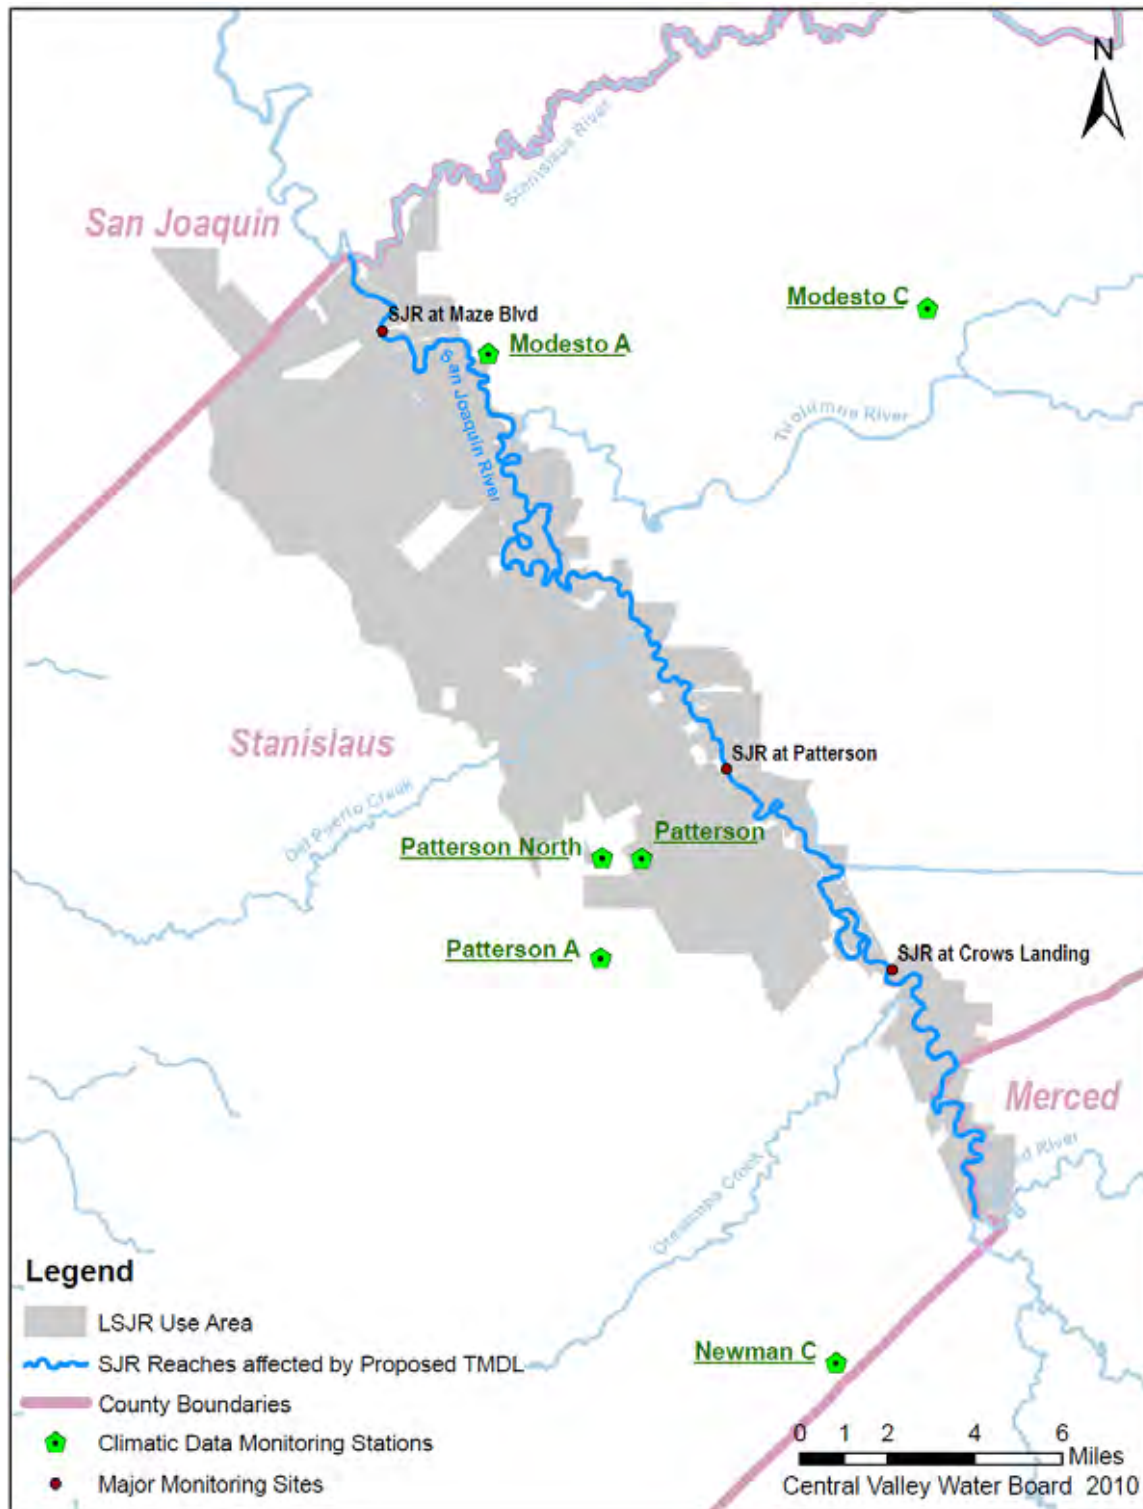 N
Stanislaus River
San Joaquin
Modesto C
SJR at Maze Blvd
Modesto A
San Joaquin River
Tuolumne River
Stanislaus
SJR at Patterson
Del Puerto Creek
Patterson North
Patterson
Patterson A
SJR at Crows Landing
Merced
d River
Orestimba Creek
Legend
LSJR Use Area
SJR Reaches affected by Proposed TMDL
County Boundaries
Climatic Data Monitoring Stations
Major Monitoring Sites
Newman C
0 1 2 4 6
Miles
Central Valley Water Board 2010